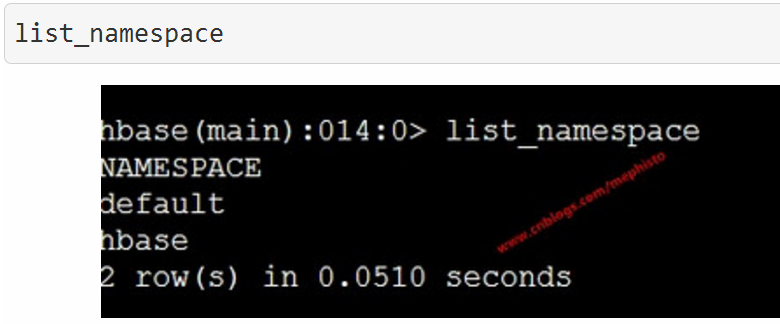 list_namespace
hbase(main):014:0> list_namespace
NAMESPACE
default
hbase
2 row(s) in 0.0510 seconds
www.cnblogs.com/mephisto